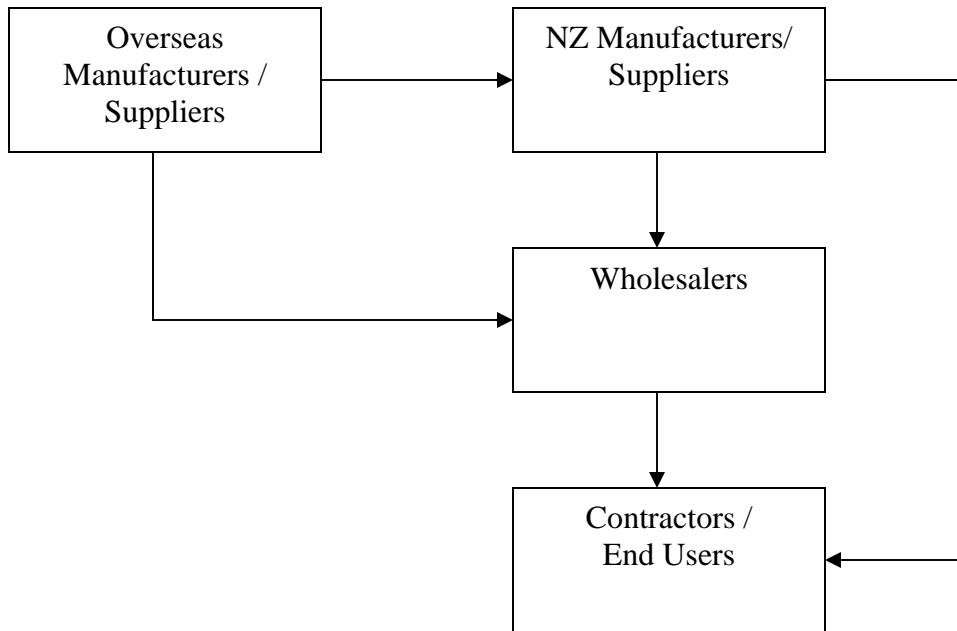 Overseas
Manufacturers /
Suppliers
NZ Manufacturers/
Suppliers
Wholesalers
Contractors /
End Users